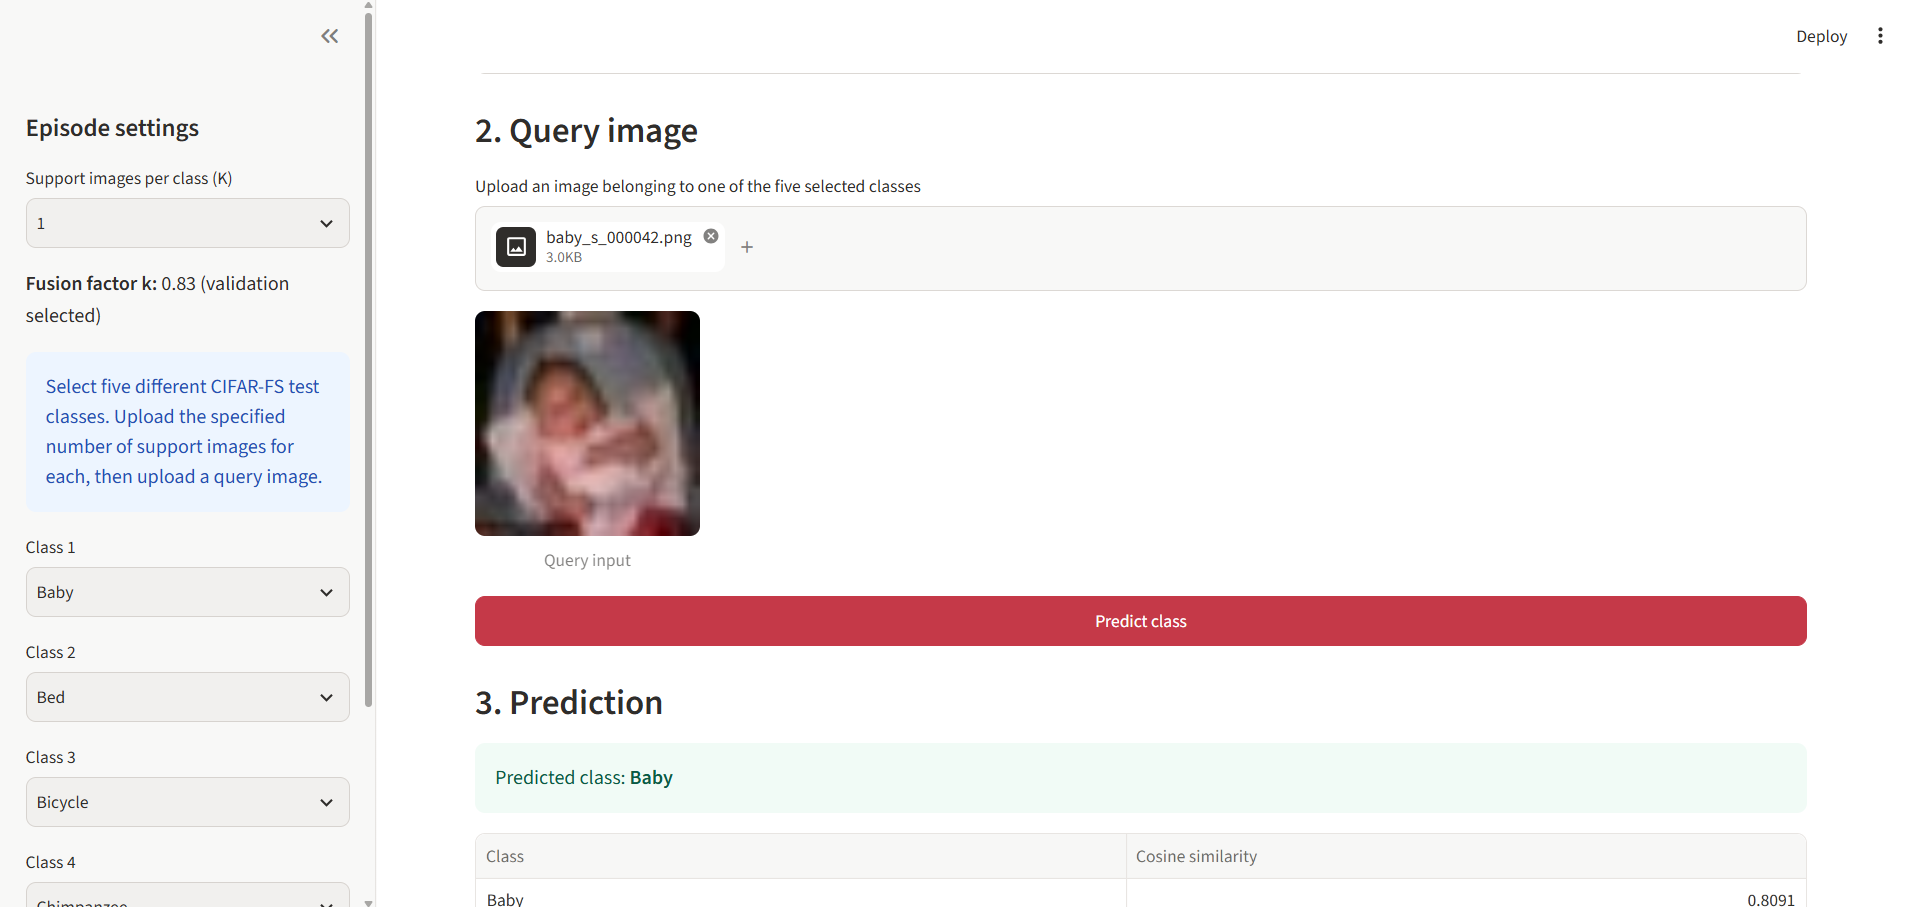 Deploy
Episode settings
Support images per class (K)
1
Fusion factor k: 0.83 (validation
selected)
Select five different CIFAR-FS test
classes. Upload the specified
number of support images for
each, then upload a query image.
Class 1
Baby
Class 2
Bed
Class 3
Bicycle
Class 4
Chimpanzee
2. Query image
Upload an image belonging to one of the five selected classes
baby_s_000042.png
3.0KB
Query input
Predict class
3. Prediction
Predicted class: Baby
Class Cosine similarity
Baby 0.8091